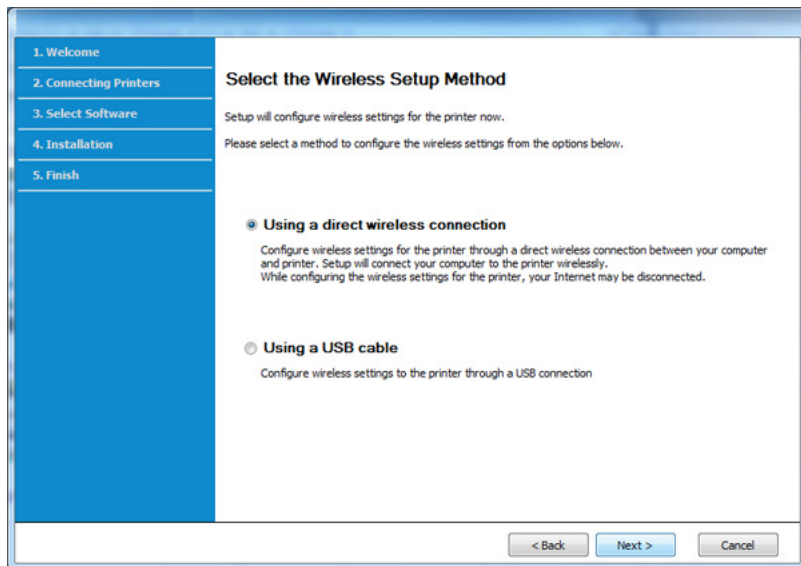 1. Welcome
2. Connecting Printers
3. Select Software
4. Installation
5. Finish
Select the Wireless Setup Method
Setup will configure wireless settings for the printer now.
Please select a method to configure the wireless settings from the options below.
Using a direct wireless connection
Configure wireless settings for the printer through a direct wireless connection between your computer
and printer. Setup will connect your computer to the printer wirelessly.
While configuring the wireless settings for the printer, your Internet may be disconnected.
Using a USB cable
Configure wireless settings to the printer through a USB connection
< Back
Next >
Cancel